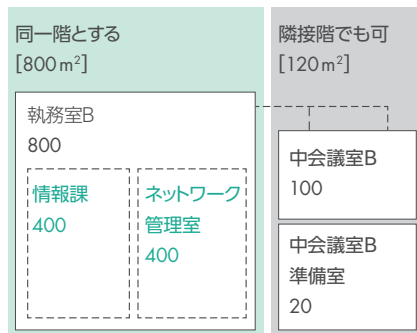 同一階とする
[800m²]
執務室B
800
情報課
400
ネットワーク
管理室
400
隣接階でも可
[120m²]
中会議室B
100
中会議室B
準備室
20